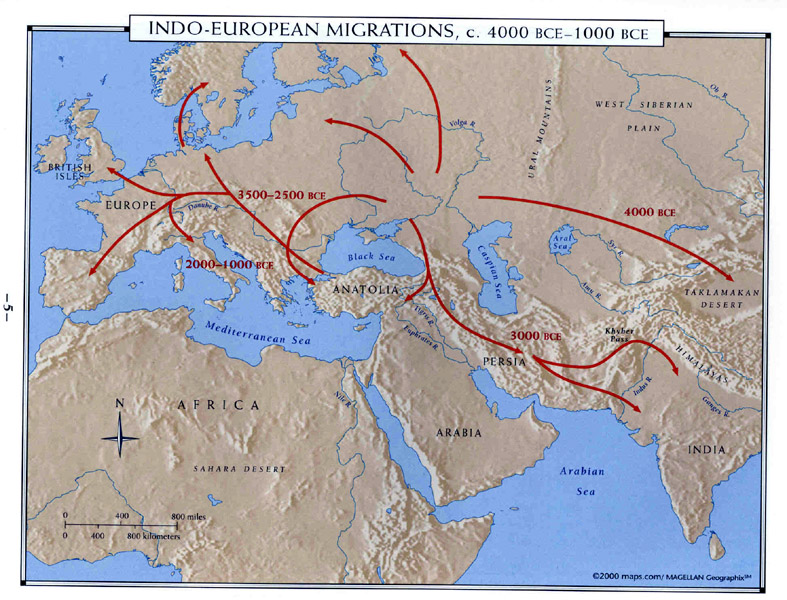 INDO-EUROPEAN MIGRATIONS, c. 4000 BCE–1000 BCE
Ob R.
WEST SIBERIAN
PLAIN
URAL MOUNTAINS
Volga R.
BRITISH
ISLES
EUROPE
Danube R.
3500–2500 BCE
4000 BCE
2000–1000 BCE
Black Sea
Caspian Sea
Aral
Sea
Syr R.
Amu R.
TAKLAMAKAN
DESERT
ANATOLIA
Tigris R.
Euphrates R.
3000 BCE
Khyber
Pass
HIMALAYAS
Mediterranean Sea
PERSIA
Indus R.
Ganges R.
–5–
N
AFRICA
Nile R.
ARABIA
INDIA
SAHARA DESERT
Arabian
Sea
0 400 800 miles
0 400 800 kilometers
©2000 maps.com/ MAGELLAN Geographix℠